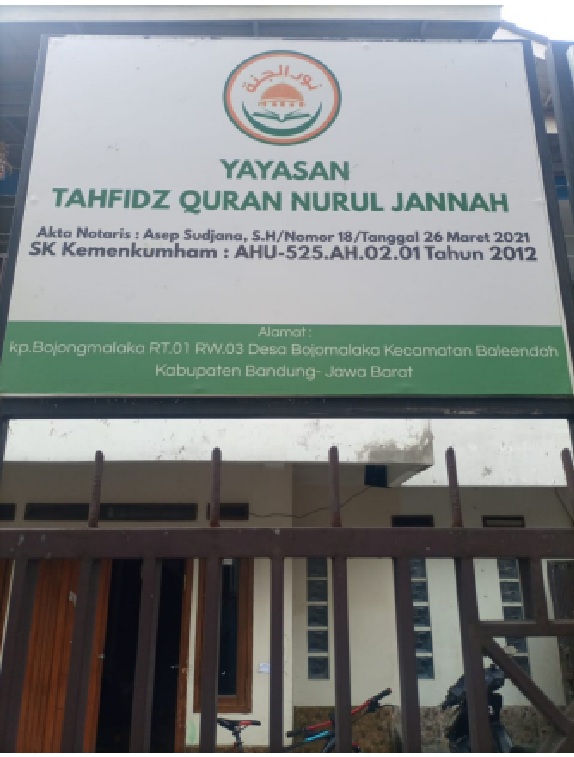 نور الجنة
YAYASAN
TAHFIDZ QURAN NURUL JANNAH
Akta Notaris : Asep Sudjana, S.H/Nomor 18/Tanggal 26 Maret 2021
SK Kemenkumham : AHU-525.AH.02.01 Tahun 2012
Alamat :
kp.Bojongmalaka RT.01 RW.03 Desa Bojomalaka Kecamatan Baleendah
Kabupaten Bandung- Jawa Barat